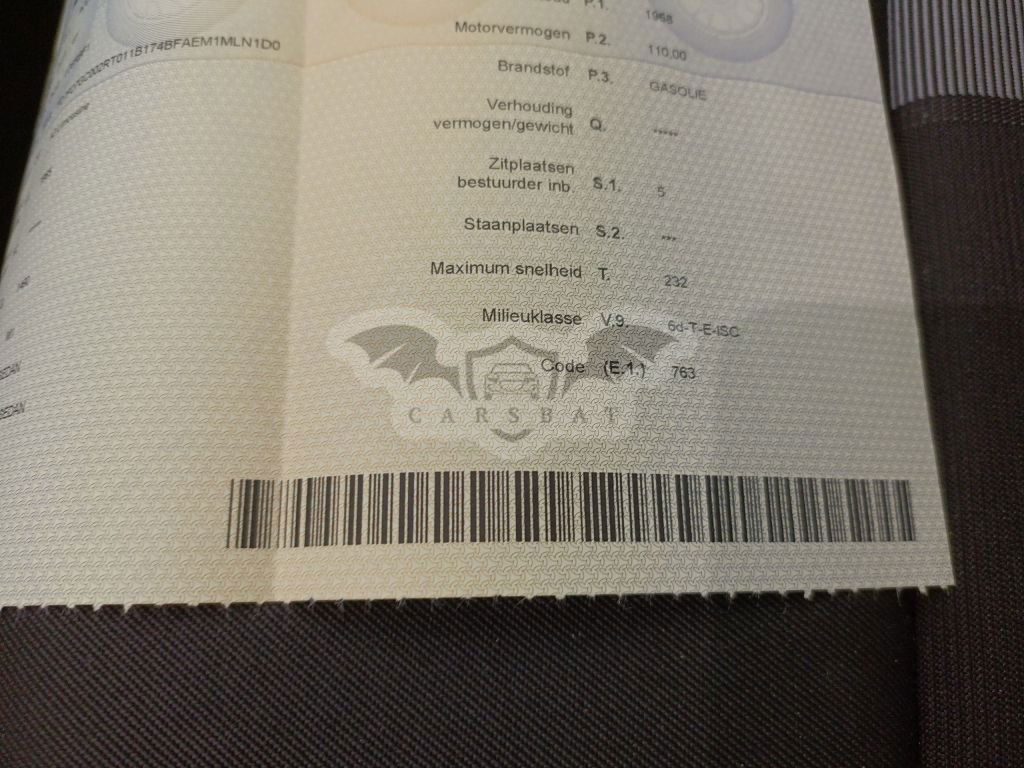 P.1. 1968
Motorvermogen P.2. 110.00
Brandstof P.3. GASOLIE
Verhouding
vermogen/gewicht Q. -----
Zitplaatsen
bestuurder inb. S.1. 5
Staanplaatsen S.2. ---
Maximum snelheid T. 232
Milieuklasse V.9. 6d-T-E-ISC
Code (E.1.) 763
CARSBAT
SEDAN